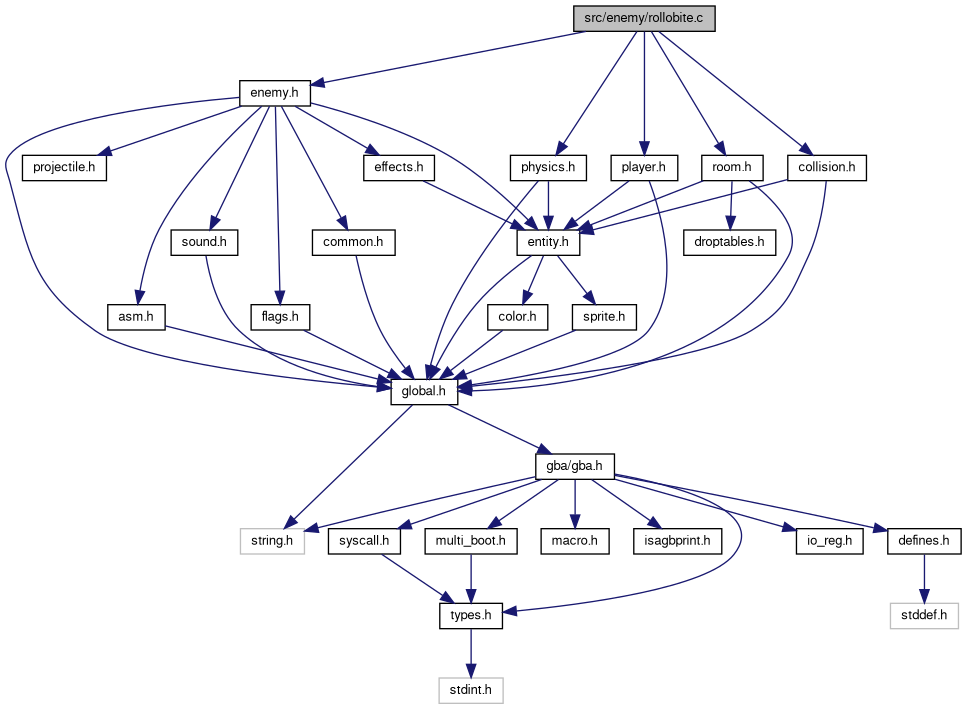 src/enemy/rollobite.c
enemy.h
projectile.h
effects.h
physics.h
player.h
room.h
collision.h
sound.h
common.h
entity.h
droptables.h
asm.h
flags.h
color.h
sprite.h
global.h
gba/gba.h
string.h
syscall.h
multi_boot.h
macro.h
isagbprint.h
io_reg.h
defines.h
types.h
stddef.h
stdint.h